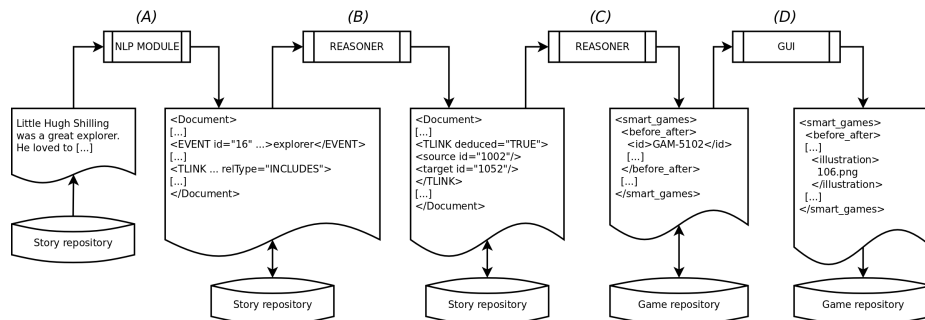 (A)
(B)
(C)
(D)
NLP MODULE
REASONER
REASONER
GUI
Little Hugh Shilling
was a great explorer.
He loved to [...]
<Document>
[...]
<EVENT id="16" ...>explorer</EVENT>
[...]
<TLINK ... relType="INCLUDES">
[...]
</Document>
<Document>
[...]
<TLINK deduced="TRUE">
<source id="1002"/>
<target id="1052"/>
</TLINK>
[...]
</Document>
<smart_games>
<before_after>
<id>GAM-5102</id>
[...]
</before_after>
[...]
</smart_games>
<smart_games>
<before_after>
[...]
<illustration>
106.png
</illustration>
[...]
</smart_games>
Story repository
Story repository
Story repository
Game repository
Game repository